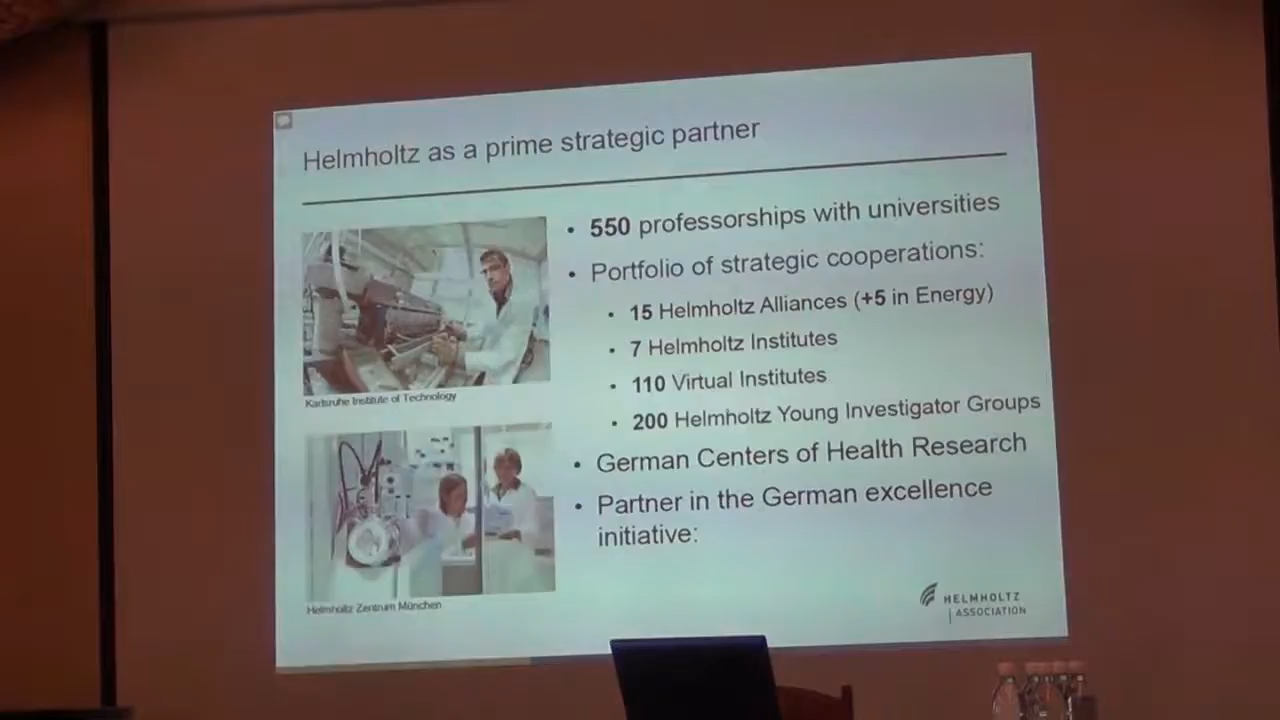 Helmholtz as a prime strategic partner
• 550 professorships with universities
• Portfolio of strategic cooperations:
• 15 Helmholtz Alliances (+5 in Energy)
• 7 Helmholtz Institutes
• 110 Virtual Institutes
• 200 Helmholtz Young Investigator Groups
• German Centers of Health Research
• Partner in the German excellence
initiative:
Karlsruhe Institute of Technology
Helmholtz Zentrum München
HELMHOLTZ
ASSOCIATION